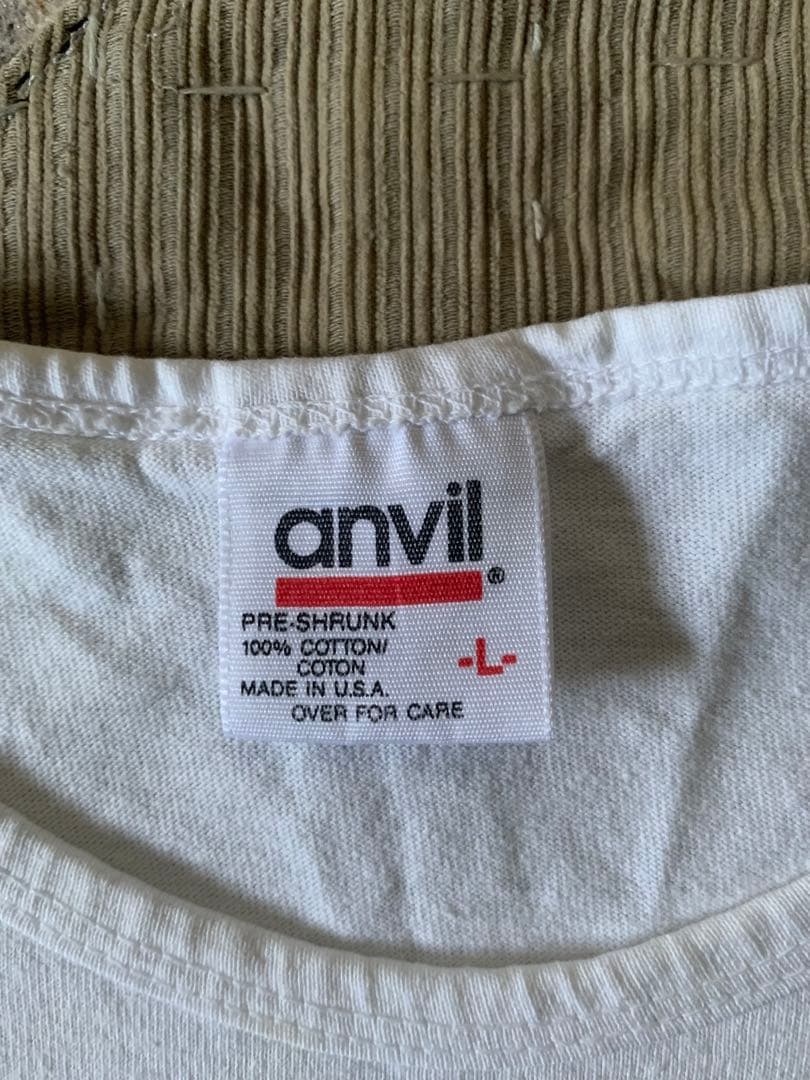 anvil®
PRE-SHRUNK
100% COTTON/
COTON
-L-
MADE IN U.S.A.
OVER FOR CARE